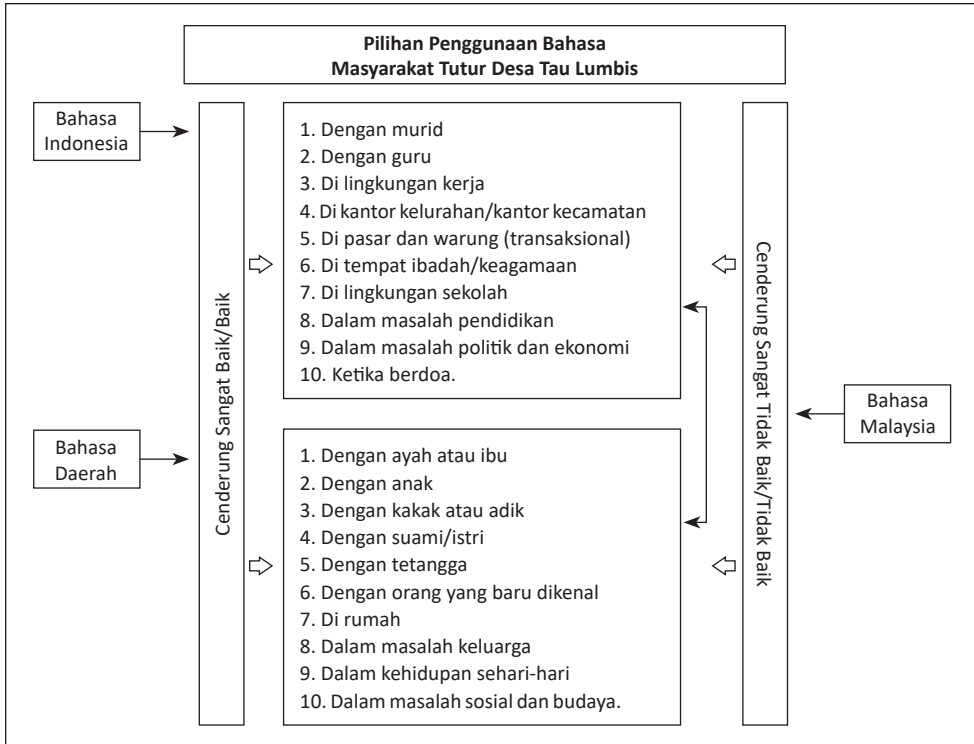 Pilihan Penggunaan Bahasa
Masyarakat Tutur Desa Tau Lumbis
Bahasa
Indonesia
Cenderung Sangat Baik/Baik
1. Dengan murid
2. Dengan guru
3. Di lingkungan kerja
4. Di kantor kelurahan/kantor kecamatan
5. Di pasar dan warung (transaksional)
6. Di tempat ibadah/keagamaan
7. Di lingkungan sekolah
8. Dalam masalah pendidikan
9. Dalam masalah politik dan ekonomi
10. Ketika berdoa.
Cenderung Sangat Tidak Baik/Tidak Baik
Bahasa
Malaysia
Bahasa
Daerah
1. Dengan ayah atau ibu
2. Dengan anak
3. Dengan kakak atau adik
4. Dengan suami/istri
5. Dengan tetangga
6. Dengan orang yang baru dikenal
7. Di rumah
8. Dalam masalah keluarga
9. Dalam kehidupan sehari-hari
10. Dalam masalah sosial dan budaya.